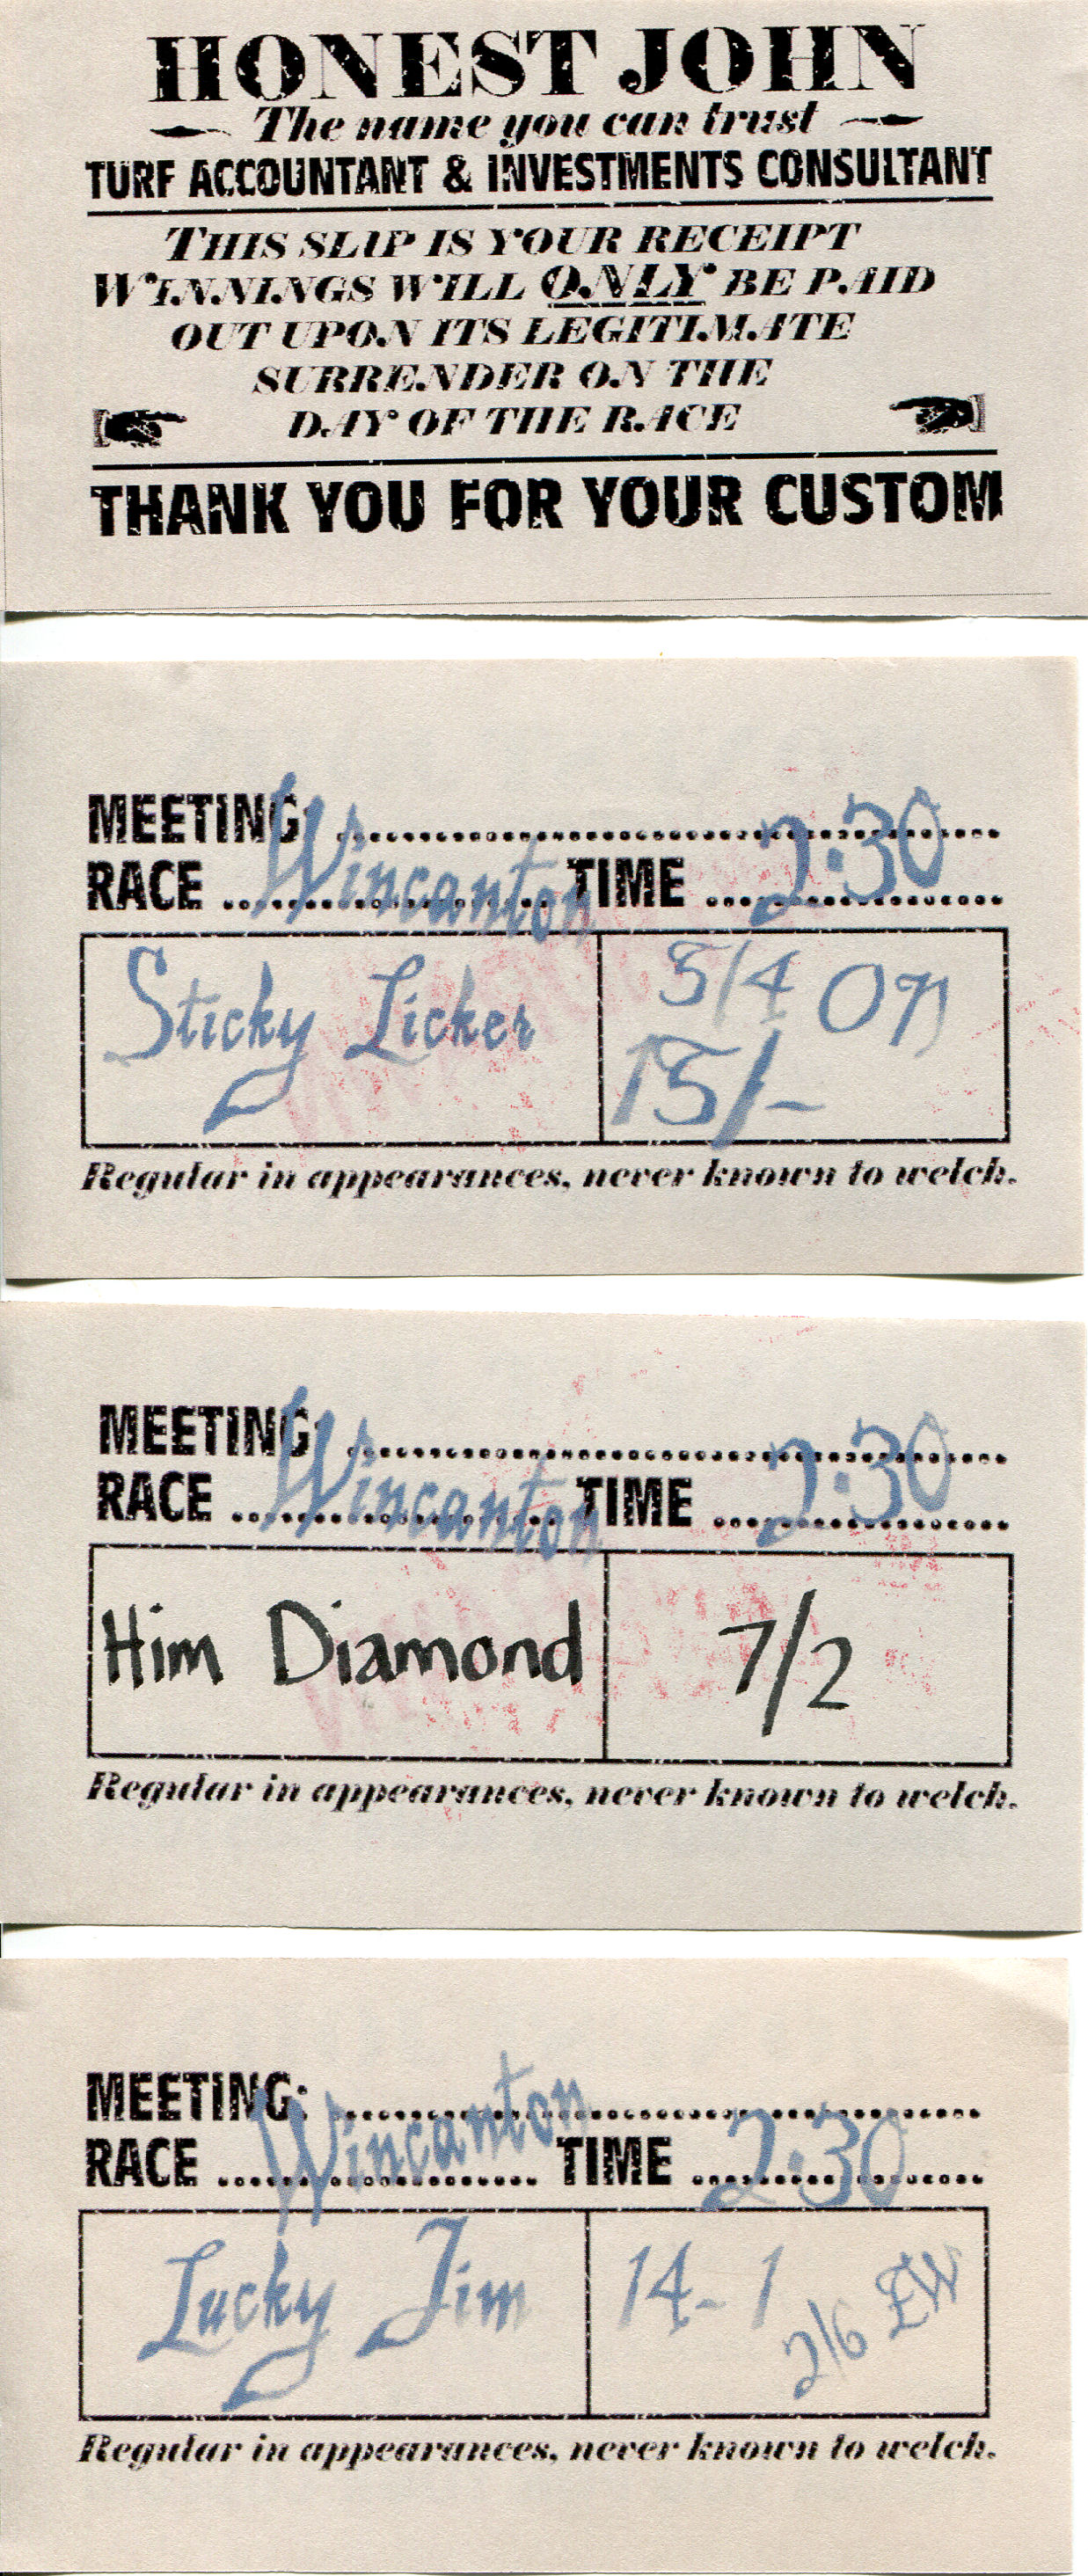 HONEST JOHN
The name you can trust
TURF ACCOUNTANT & INVESTMENTS CONSULTANT
THIS SLIP IS YOUR RECEIPT
WINNINGS WILL ONLY BE PAID
OUT UPON ITS LEGITIMATE
SURRENDER ON THE
DAY OF THE RACE
THANK YOU FOR YOUR CUSTOM
MEETING:
RACE Wincanton TIME 2:30
Sticky Licker 5/4 On
15/-
Regular in appearances, never known to welch.
MEETING:
RACE Wincanton TIME 2:30
Him Diamond 7/2
Regular in appearances, never known to welch.
MEETING:
RACE Wincanton TIME 2:30
Lucky Jim 14-1
2/6 EW
Regular in appearances, never known to welch.